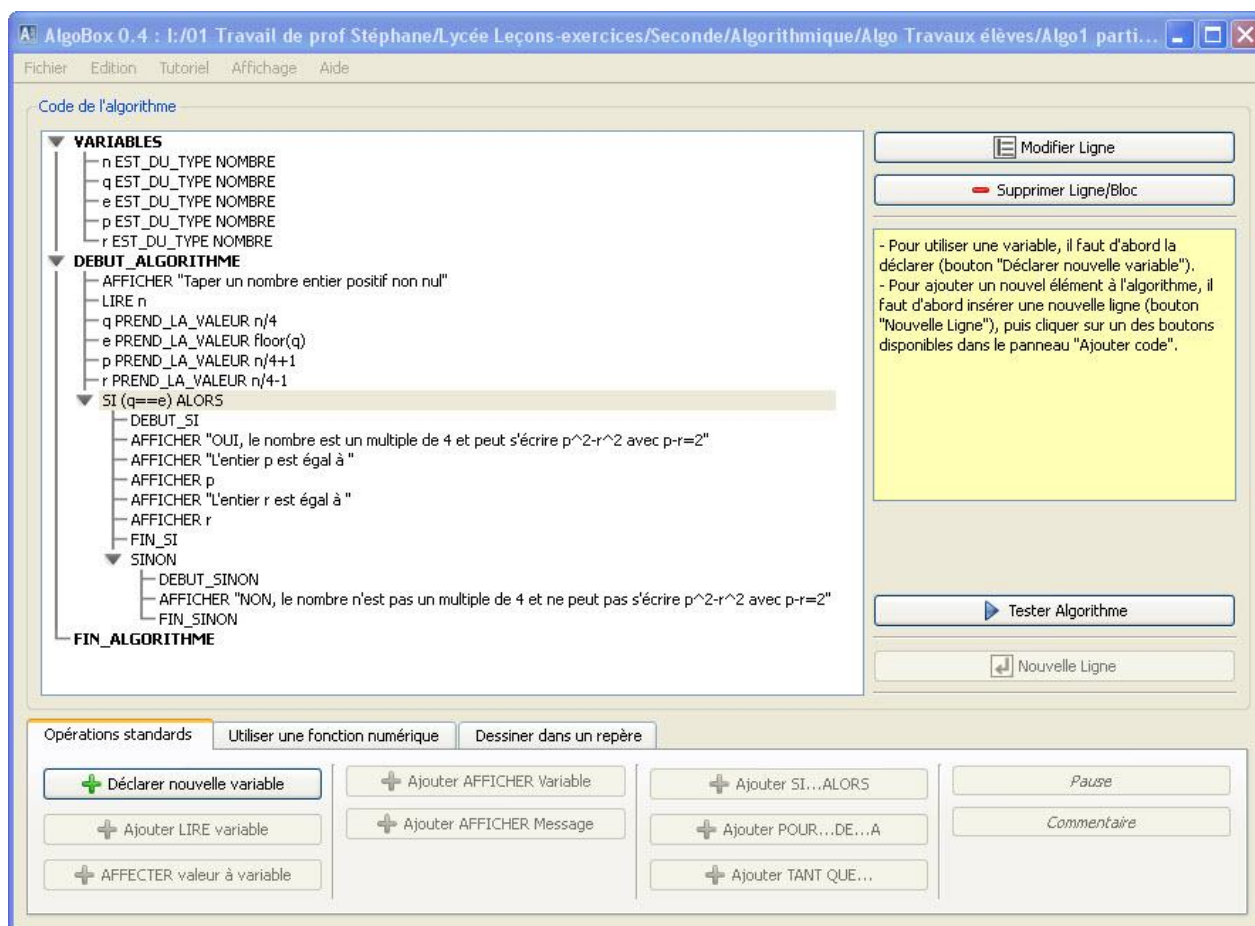 AlgoBox 0.4 : I:/01 Travail de prof Stéphane/Lycée Leçons-exercices/Seconde/Algorithmique/Algo Travaux élèves/Algo1 parti...
Fichier Edition Tutoriel Affichage Aide
Code de l'algorithme
VARIABLES
n EST_DU_TYPE NOMBRE
q EST_DU_TYPE NOMBRE
e EST_DU_TYPE NOMBRE
p EST_DU_TYPE NOMBRE
r EST_DU_TYPE NOMBRE
DEBUT_ALGORITHME
AFFICHER "Taper un nombre entier positif non nul"
LIRE n
q PREND_LA_VALEUR n/4
e PREND_LA_VALEUR floor(q)
p PREND_LA_VALEUR n/4+1
r PREND_LA_VALEUR n/4-1
SI (q==e) ALORS
DEBUT_SI
AFFICHER "OUI, le nombre est un multiple de 4 et peut s'écrire p^2-r^2 avec p-r=2"
AFFICHER "L'entier p est égal à "
AFFICHER p
AFFICHER "L'entier r est égal à "
AFFICHER r
FIN_SI
SINON
DEBUT_SINON
AFFICHER "NON, le nombre n'est pas un multiple de 4 et ne peut pas s'écrire p^2-r^2 avec p-r=2"
FIN_SINON
FIN_ALGORITHME
Modifier Ligne
Supprimer Ligne/Bloc
- Pour utiliser une variable, il faut d'abord la
déclarer (bouton "Déclarer nouvelle variable").
- Pour ajouter un nouvel élément à l'algorithme, il
faut d'abord insérer une nouvelle ligne (bouton
"Nouvelle Ligne"), puis cliquer sur un des boutons
disponibles dans le panneau "Ajouter code".
Tester Algorithme
Nouvelle Ligne
Opérations standards Utiliser une fonction numérique Dessiner dans un repère
Déclarer nouvelle variable
Ajouter LIRE variable
AFFECTER valeur à variable
Ajouter AFFICHER Variable
Ajouter AFFICHER Message
Ajouter SI...ALORS
Ajouter POUR...DE...A
Ajouter TANT QUE...
Pause
Commentaire